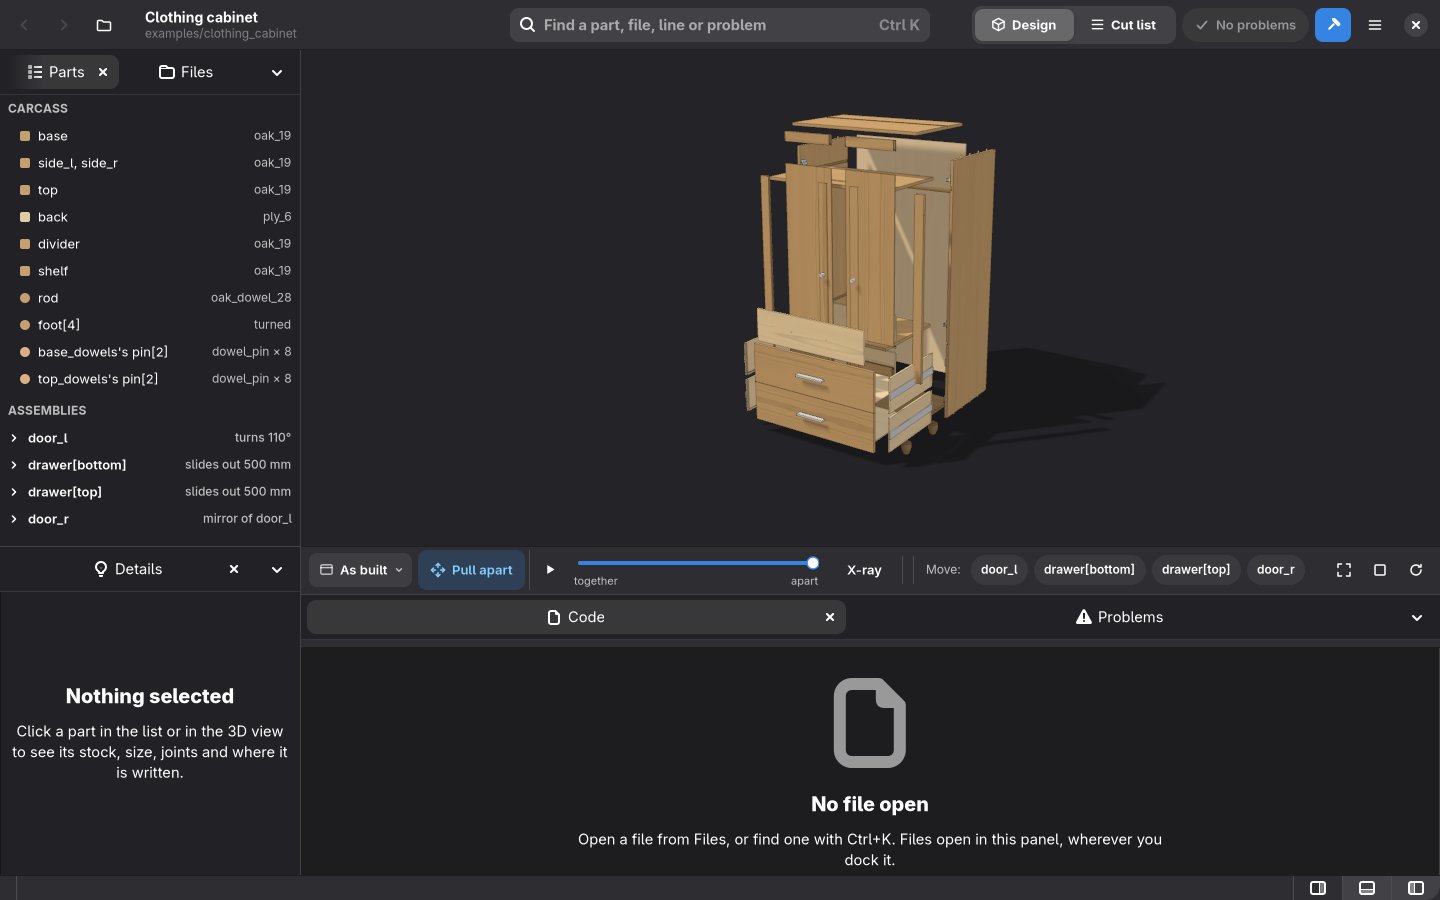 Clothing cabinet
examples/clothing_cabinet
Find a part, file, line or problem
Ctrl K
Design
Cut list
No problems
Parts
Files
CARCASS
base oak_19
side_l, side_r oak_19
top oak_19
back ply_6
divider oak_19
shelf oak_19
rod oak_dowel_28
foot[4] turned
base_dowels's pin[2] dowel_pin × 8
top_dowels's pin[2] dowel_pin × 8
ASSEMBLIES
door_l turns 110°
drawer[bottom] slides out 500 mm
drawer[top] slides out 500 mm
door_r mirror of door_l
Details
Nothing selected
Click a part in the list or in the 3D view
to see its stock, size, joints and where it
is written.
As built
Pull apart
together
apart
X-ray
Move:
door_l
drawer[bottom]
drawer[top]
door_r
Code
Problems
No file open
Open a file from Files, or find one with Ctrl+K. Files open in this panel, wherever you
dock it.